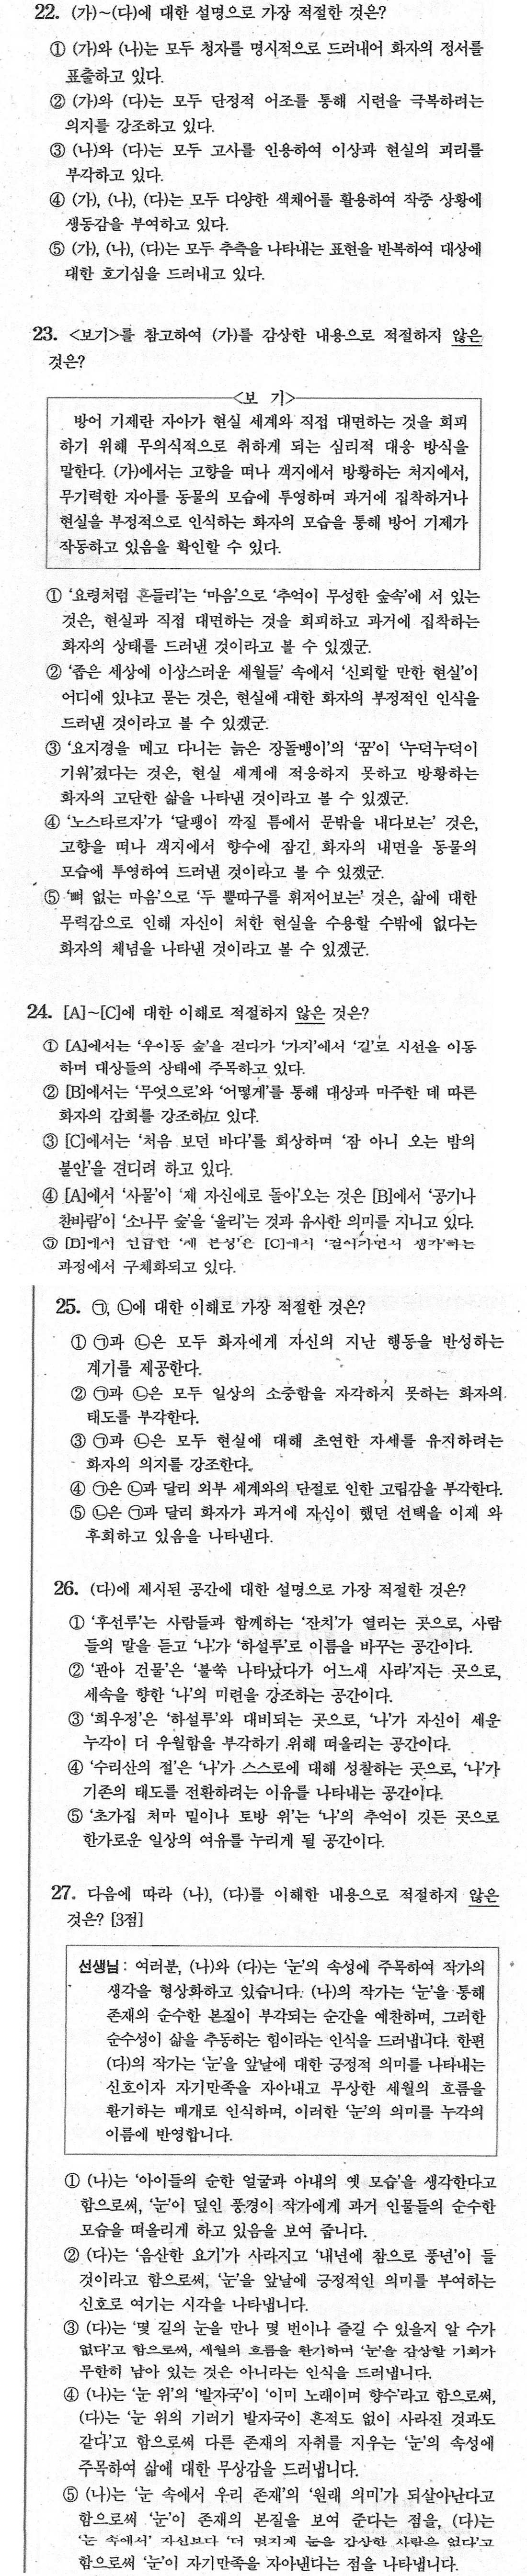 22. (가)~(다)에 대한 설명으로 가장 적절한 것은?
① (가)와 (나)는 모두 청자를 명시적으로 드러내어 화자의 정서를
표출하고 있다.
② (가)와 (다)는 모두 단정적 어조를 통해 시련을 극복하려는
의지를 강조하고 있다.
③ (나)와 (다)는 모두 고사를 인용하여 이상과 현실의 괴리를
부각하고 있다.
④ (가), (나), (다)는 모두 다양한 색채어를 활용하여 작중 상황에
생동감을 부여하고 있다.
⑤ (가), (나), (다)는 모두 추측을 나타내는 표현을 반복하여 대상에
대한 호기심을 드러내고 있다.
23. <보기>를 참고하여 (가)를 감상한 내용으로 적절하지 않은
것은?
<보 기>
방어 기제란 자아가 현실 세계와 직접 대면하는 것을 회피
하기 위해 무의식적으로 취하게 되는 심리적 대응 방식을
말한다. (가)에서는 고향을 떠나 객지에서 방황하는 처지에서,
무기력한 자아를 동물의 모습에 투영하며 과거에 집착하거나
현실을 부정적으로 인식하는 화자의 모습을 통해 방어 기제가
작동하고 있음을 확인할 수 있다.
① ‘요령처럼 흔들리’는 ‘마음’으로 ‘추억이 무성한 숲속’에 서 있는
것은, 현실과 직접 대면하는 것을 회피하고 과거에 집착하는
화자의 상태를 드러낸 것이라고 볼 수 있겠군.
② ‘좁은 세상에 이상스러운 세월들’ 속에서 ‘신뢰할 만한 현실’이
어디에 있냐고 묻는 것은, 현실에 대한 화자의 부정적인 인식을
드러낸 것이라고 볼 수 있겠군.
③ ‘요지경을 메고 다니는 늙은 장돌뱅이’의 ‘꿈’이 ‘누덕누덕이
기워’졌다는 것은, 현실 세계에 적응하지 못하고 방황하는
화자의 고단한 삶을 나타낸 것이라고 볼 수 있겠군.
④ ‘노스타르자’가 ‘달팽이 깍질 틈에서 문밖을 내다보는’ 것은,
고향을 떠나 객지에서 향수에 잠긴 화자의 내면을 동물의
모습에 투영하여 드러낸 것이라고 볼 수 있겠군.
⑤ ‘뼈 없는 마음’으로 ‘두 뿔따구를 휘저어보는’ 것은, 삶에 대한
무력감으로 인해 자신이 처한 현실을 수용할 수밖에 없다는
화자의 체념을 나타낸 것이라고 볼 수 있겠군.
24. [A]~[C]에 대한 이해로 적절하지 않은 것은?
① [A]에서는 ‘우이동 숲’을 걷다가 ‘가지’에서 ‘길’로 시선을 이동
하며 대상들의 상태에 주목하고 있다.
② [B]에서는 ‘무엇으로’와 ‘어떻게’를 통해 대상과 마주한 데 따른
화자의 감회를 강조하고 있다.
③ [C]에서는 ‘처음 보던 바다’를 회상하며 ‘잠 아니 오는 밤의
불안’을 견디려 하고 있다.
④ [A]에서 ‘사물’이 ‘제 자신에로 돌아’오는 것은 [B]에서 ‘공기나
찬바람’이 ‘소나무 숲’을 ‘울리’는 것과 유사한 의미를 지니고 있다.
⑤ [B]에서 언급한 ‘제 본성’은 [C]에서 ‘걸어가면서 생각’하는
과정에서 구체화되고 있다.
25. ㉠, ㉡에 대한 이해로 가장 적절한 것은?
① ㉠과 ㉡은 모두 화자에게 자신의 지난 행동을 반성하는
계기를 제공한다.
② ㉠과 ㉡은 모두 일상의 소중함을 자각하지 못하는 화자의
태도를 부각한다.
③ ㉠과 ㉡은 모두 현실에 대해 초연한 자세를 유지하려는
화자의 의지를 강조한다.
④ ㉠은 ㉡과 달리 외부 세계와의 단절로 인한 고립감을 부각한다.
⑤ ㉡은 ㉠과 달리 화자가 과거에 자신이 했던 선택을 이제 와
후회하고 있음을 나타낸다.
26. (다)에 제시된 공간에 대한 설명으로 가장 적절한 것은?
① ‘후선루’는 사람들과 함께하는 ‘잔치’가 열리는 곳으로, 사람
들의 말을 듣고 ‘나’가 ‘하설루’로 이름을 바꾸는 공간이다.
② ‘관아 건물’은 ‘불쑥 나타났다가 어느새 사라’지는 곳으로,
세속을 향한 ‘나’의 미련을 강조하는 공간이다.
③ ‘희우정’은 ‘하설루’와 대비되는 곳으로, ‘나’가 자신이 세운
누각이 더 우월함을 부각하기 위해 떠올리는 공간이다.
④ ‘수리산의 절’은 ‘나’가 스스로에 대해 성찰하는 곳으로, ‘나’가
기존의 태도를 전환하려는 이유를 나타내는 공간이다.
⑤ ‘초가집 처마 밑이나 토방 위’는 ‘나’의 추억이 깃든 곳으로
한가로운 일상의 여유를 누리게 될 공간이다.
27. 다음에 따라 (나), (다)를 이해한 내용으로 적절하지 않은
것은? [3점]
선생님 : 여러분, (나)와 (다)는 ‘눈’의 속성에 주목하여 작가의
생각을 형상화하고 있습니다. (나)의 작가는 ‘눈’을 통해
존재의 순수한 본질이 부각되는 순간을 예찬하며, 그러한
순수성이 삶을 추동하는 힘이라는 인식을 드러냅니다. 한편
(다)의 작가는 ‘눈’을 앞날에 대한 긍정적 의미를 나타내는
신호이자 자기만족을 자아내고 무상한 세월의 흐름을
환기하는 매개로 인식하며, 이러한 ‘눈’의 의미를 누각의
이름에 반영합니다.
① (나)는 ‘아이들의 순한 얼굴과 아내의 옛 모습’을 생각한다고
함으로써, ‘눈’이 덮인 풍경이 작가에게 과거 인물들의 순수한
모습을 떠올리게 하고 있음을 보여 줍니다.
② (다)는 ‘음산한 요기’가 사라지고 ‘내년에 참으로 풍년’이 들
것이라고 함으로써, ‘눈’을 앞날에 긍정적인 의미를 부여하는
신호로 여기는 시각을 나타냅니다.
③ (다)는 ‘몇 길의 눈을 만나 몇 번이나 즐길 수 있을지 알 수가
없다’고 함으로써, 세월의 흐름을 환기하며 ‘눈’을 감상할 기회가
무한히 남아 있는 것은 아니라는 인식을 드러냅니다.
④ (나)는 ‘눈 위’의 ‘발자국’이 ‘이미 노래이며 향수’라고 함으로써,
(다)는 ‘눈 위의 기러기 발자국이 흔적도 없이 사라진 것과도
같다’고 함으로써 다른 존재의 자취를 지우는 ‘눈’의 속성에
주목하여 삶에 대한 무상감을 드러냅니다.
⑤ (나)는 ‘눈 속에서 우리 존재’의 ‘원래 의미’가 되살아난다고
함으로써 ‘눈’이 존재의 본질을 보여 준다는 점을, (다)는
‘눈 속에서’ 자신보다 ‘더 멋지게 눈을 감상한 사람은 없다’고
함으로써 ‘눈’이 자기만족을 자아낸다는 점을 나타냅니다.